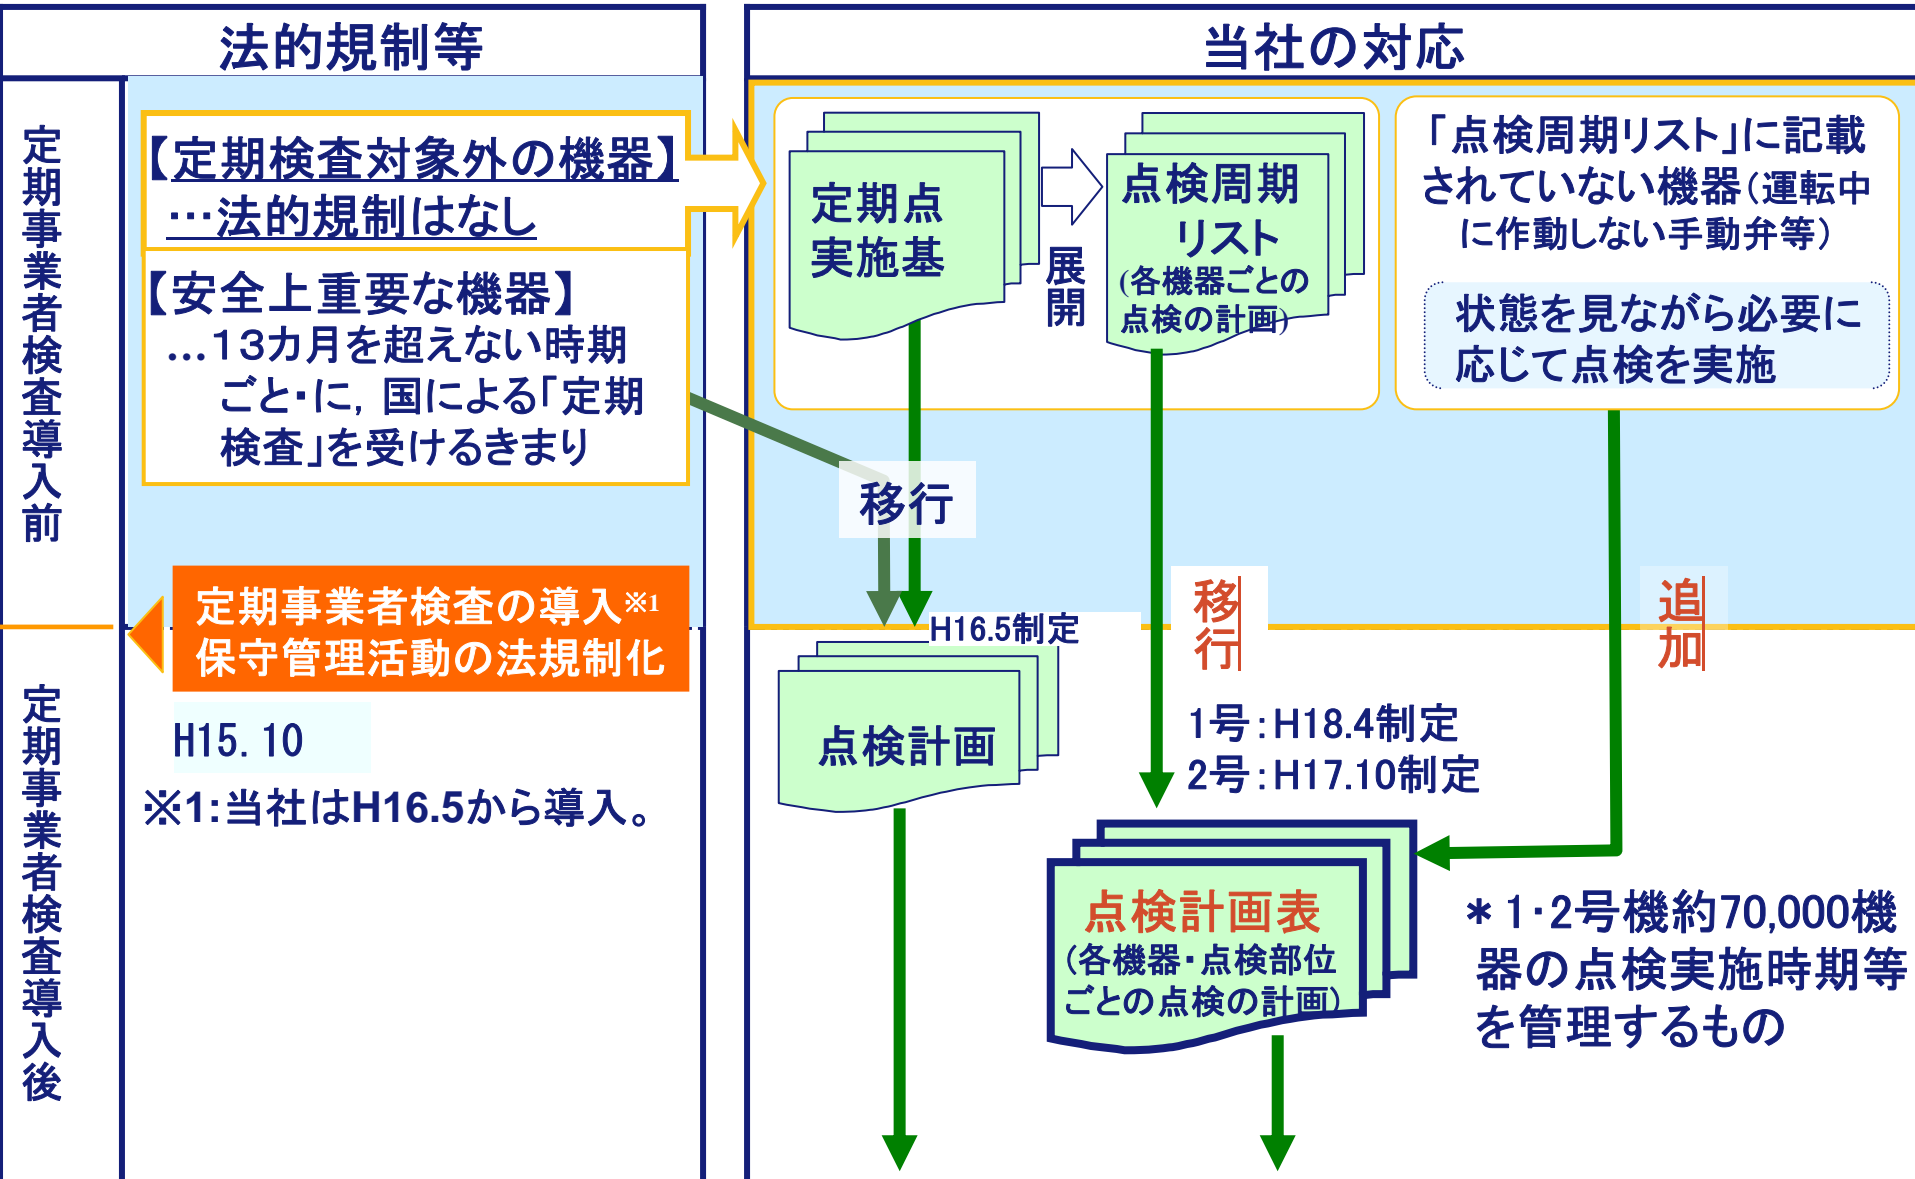 法的規制等
当社の対応
定期事業者検査導入前
【定期検査対象外の機器】
…法的規制はなし
【安全上重要な機器】
…13カ月を超えない時期
ごと・に，国による「定期
検査」を受けるきまり
定期点
実施基
展開
点検周期
リスト
(各機器ごとの
点検の計画)
「点検周期リスト」に記載
されていない機器(運転中
に作動しない手動弁等)
状態を見ながら必要に
応じて点検を実施
移行
移行
追加
定期事業者検査の導入※1
保守管理活動の法規制化
定期事業者検査導入後
H15.10
※1:当社はH16.5から導入。
H16.5制定
点検計画
1号：H18.4制定
2号：H17.10制定
点検計画表
(各機器・点検部位
ごとの点検の計画)
＊1・2号機約70,000機
器の点検実施時期等
を管理するもの